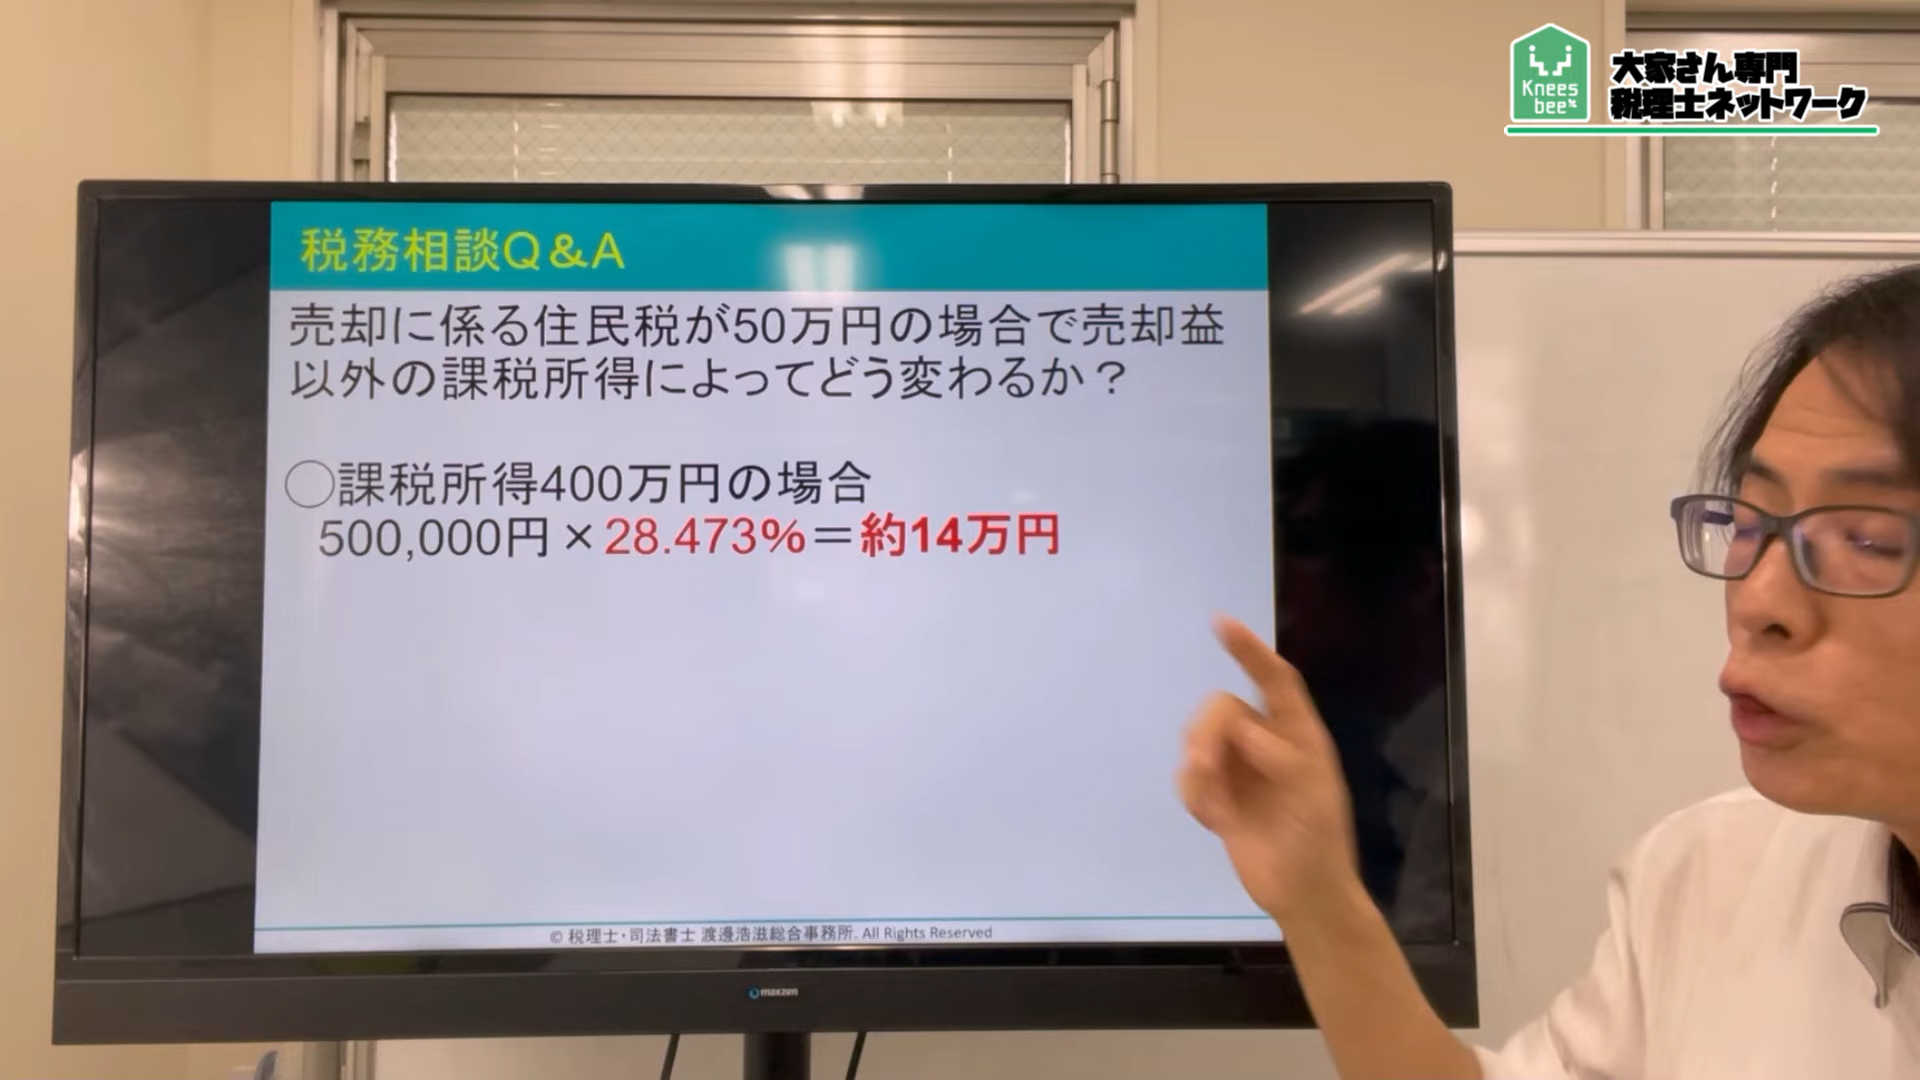 Knees
bee
大家さん専門
税理士ネットワーク
税務相談Q&A
売却に係る住民税が50万円の場合で売却益
以外の課税所得によってどう変わるか？
◯課税所得400万円の場合
500,000円×28.473%＝約14万円
© 税理士・司法書士 渡邊浩滋総合事務所. All Rights Reserved
maxzen